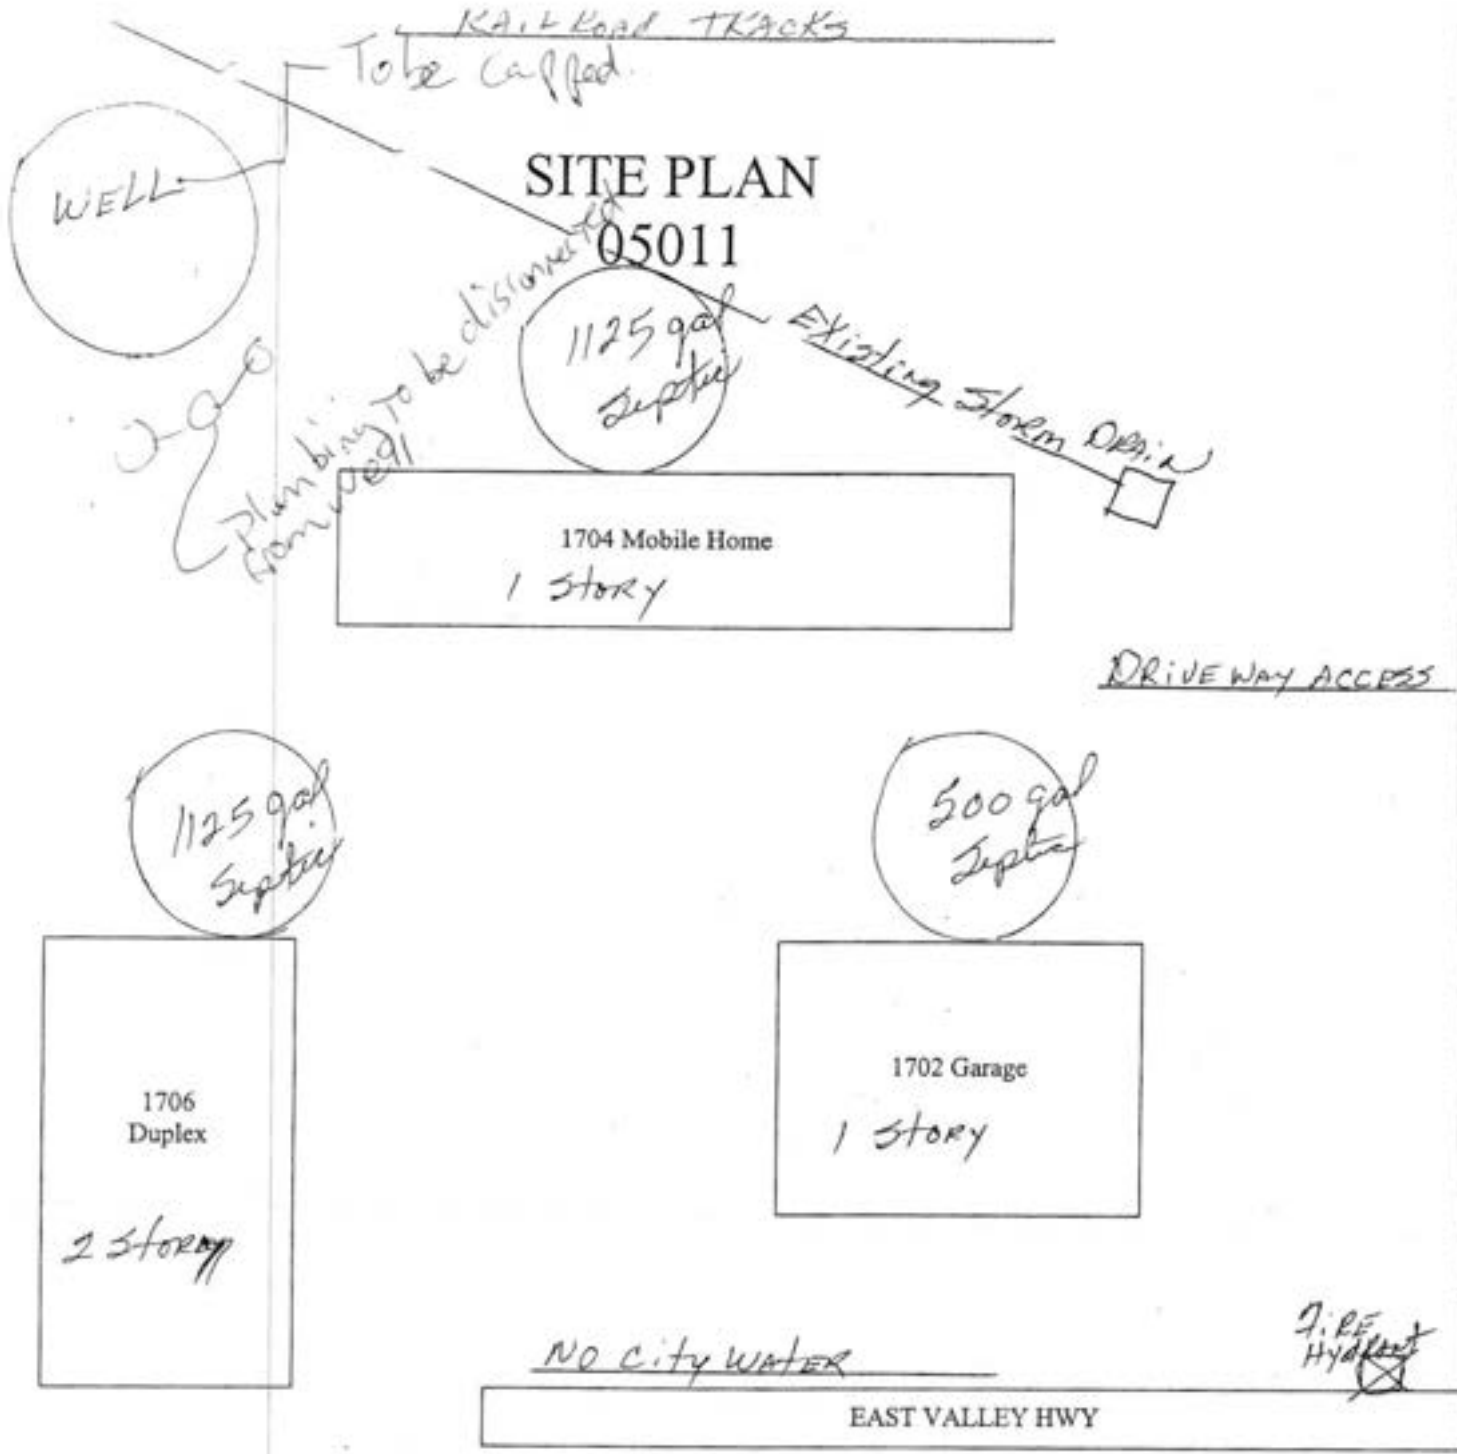 RAILROAD TRACKS
To be capped.
WELL
SITE PLAN
05011
Plumbing To be disconnected
from well.
1125 gal
Septic
Existing Storm DRAiN
1704 Mobile Home
1 StoRy
DRiVEWAY ACCESS
1125 gal
Septic
500 gal
Septic
1706
Duplex
2 StoRy
1702 Garage
1 StoRy
FiRE
HydRant
NO City WAtER
EAST VALLEY HWY